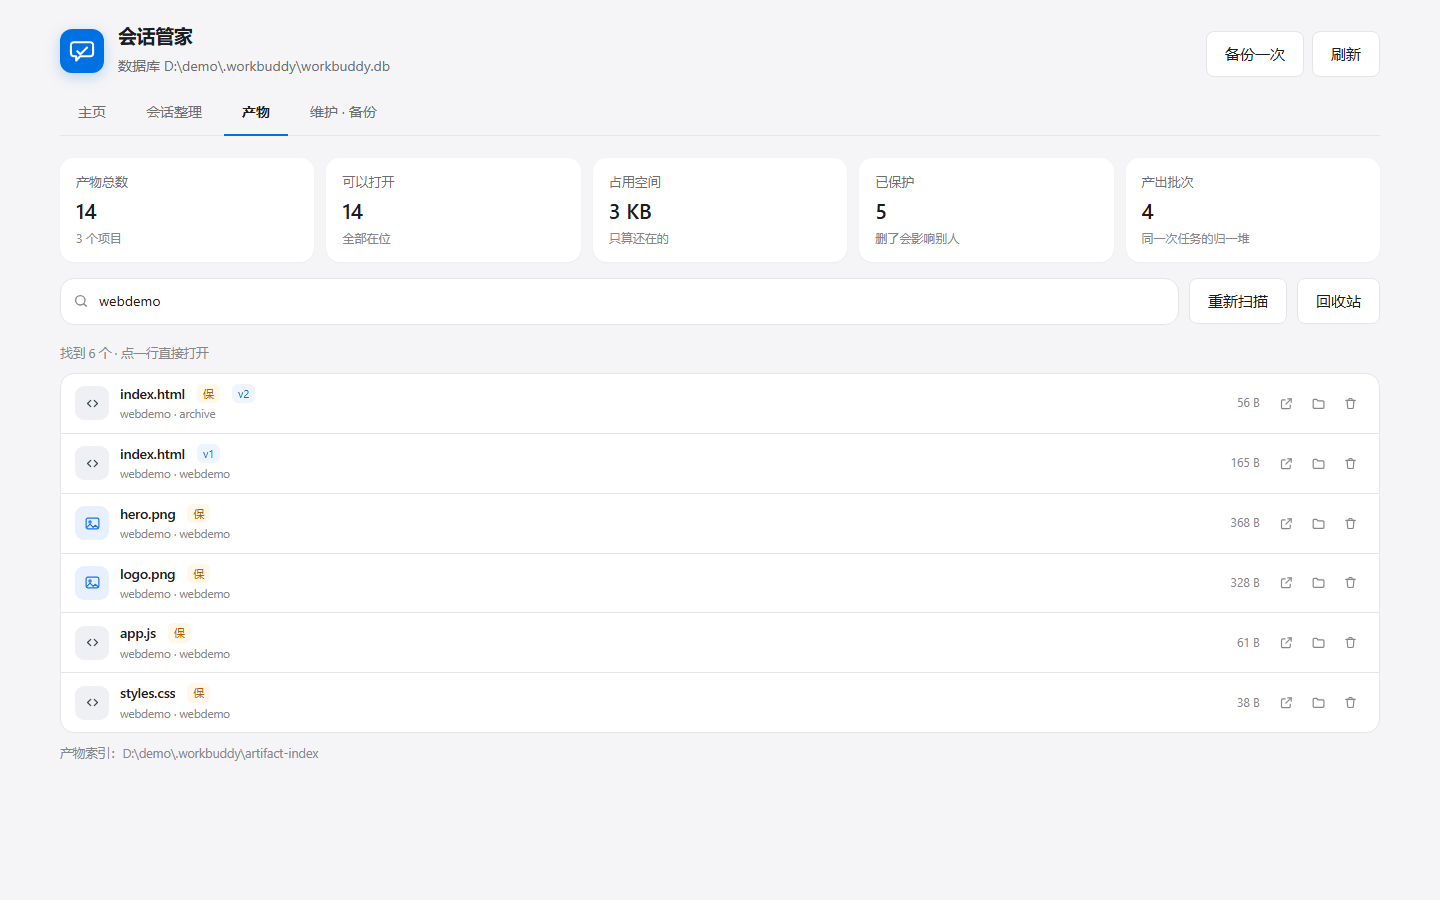 会话管家
数据库 D:\demo\.workbuddy\workbuddy.db
备份一次
刷新
主页
会话整理
产物
维护 · 备份
产物总数
14
3 个项目
可以打开
14
全部在位
占用空间
3 KB
只算还在的
已保护
5
删了会影响别人
产出批次
4
同一次任务的归一堆
webdemo
重新扫描
回收站
找到 6 个 · 点一行直接打开
index.html 保 v2
webdemo · archive
56 B
index.html v1
webdemo · webdemo
165 B
hero.png 保
webdemo · webdemo
368 B
logo.png 保
webdemo · webdemo
328 B
app.js 保
webdemo · webdemo
61 B
styles.css 保
webdemo · webdemo
38 B
产物索引：D:\demo\.workbuddy\artifact-index